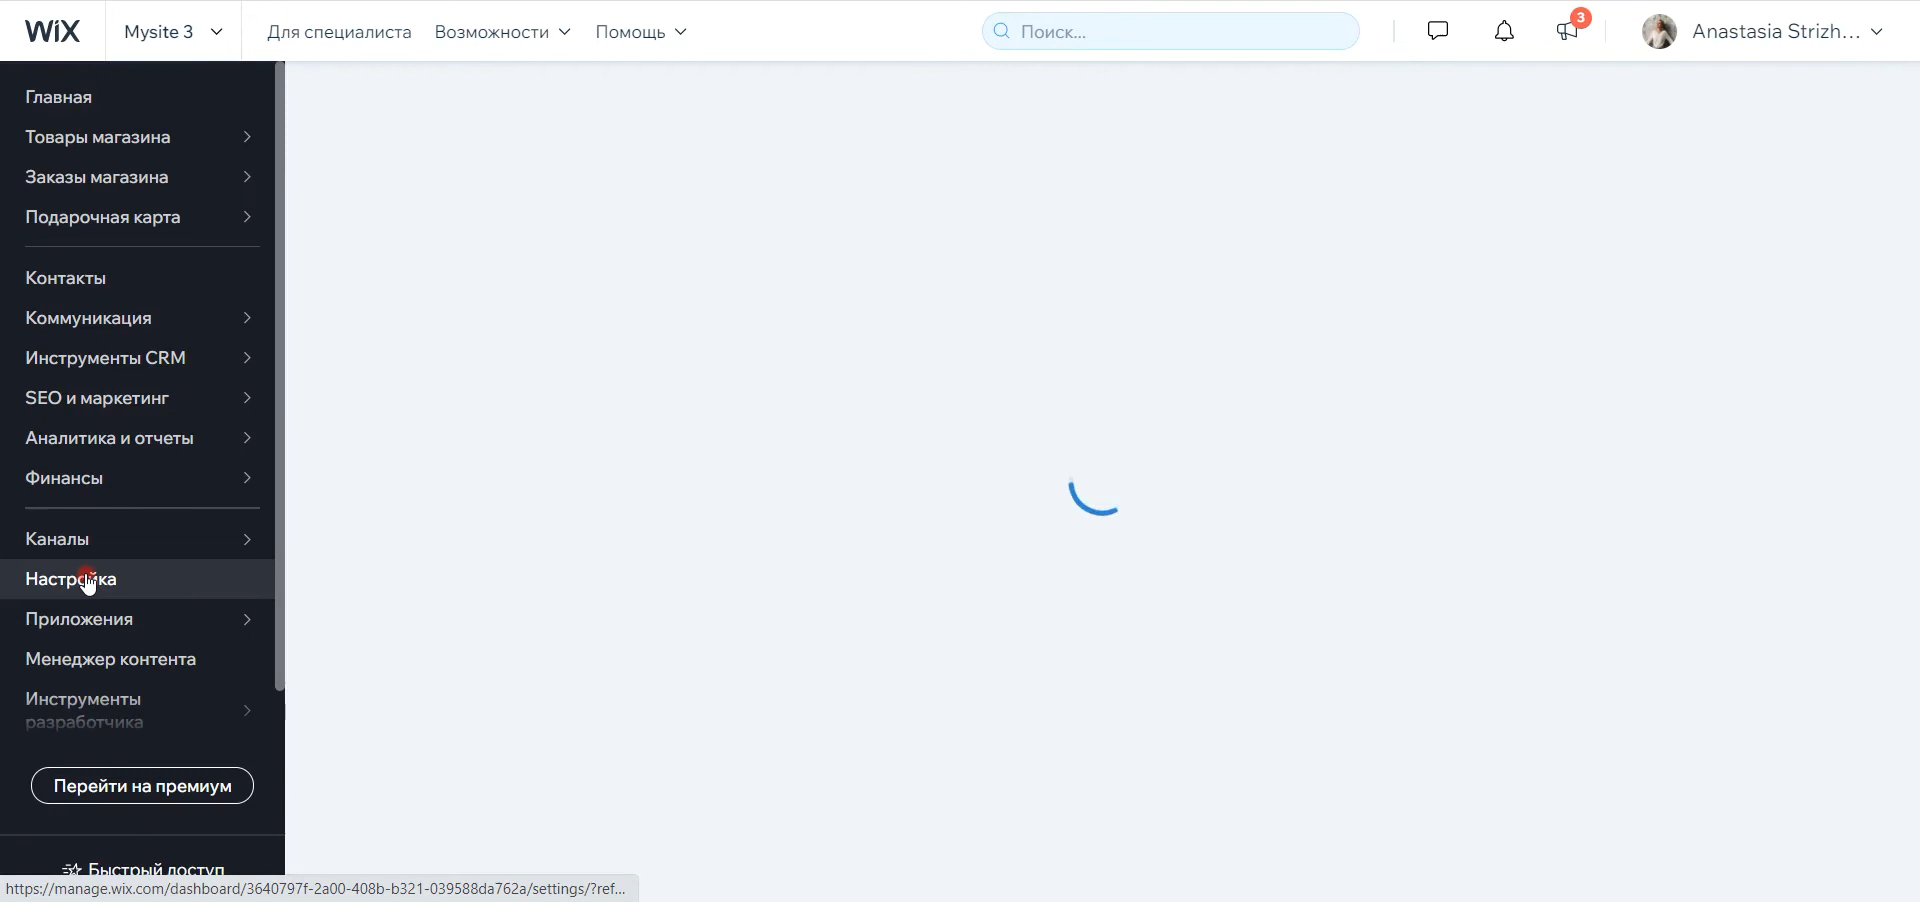 WiX
Mysite 3
Для специалиста
Возможности
Помощь
Поиск...
3
Anastasia Strizh...
Главная
Товары магазина
Заказы магазина
Подарочная карта
Контакты
Коммуникация
Инструменты CRM
SEO и маркетинг
Аналитика и отчеты
Финансы
Каналы
Настройка
Приложения
Менеджер контента
Инструменты
разработчика
Перейти на премиум
Быстрый доступ
https://manage.wix.com/dashboard/3640797f-2a00-408b-b321-039588da762a/settings/?ref...